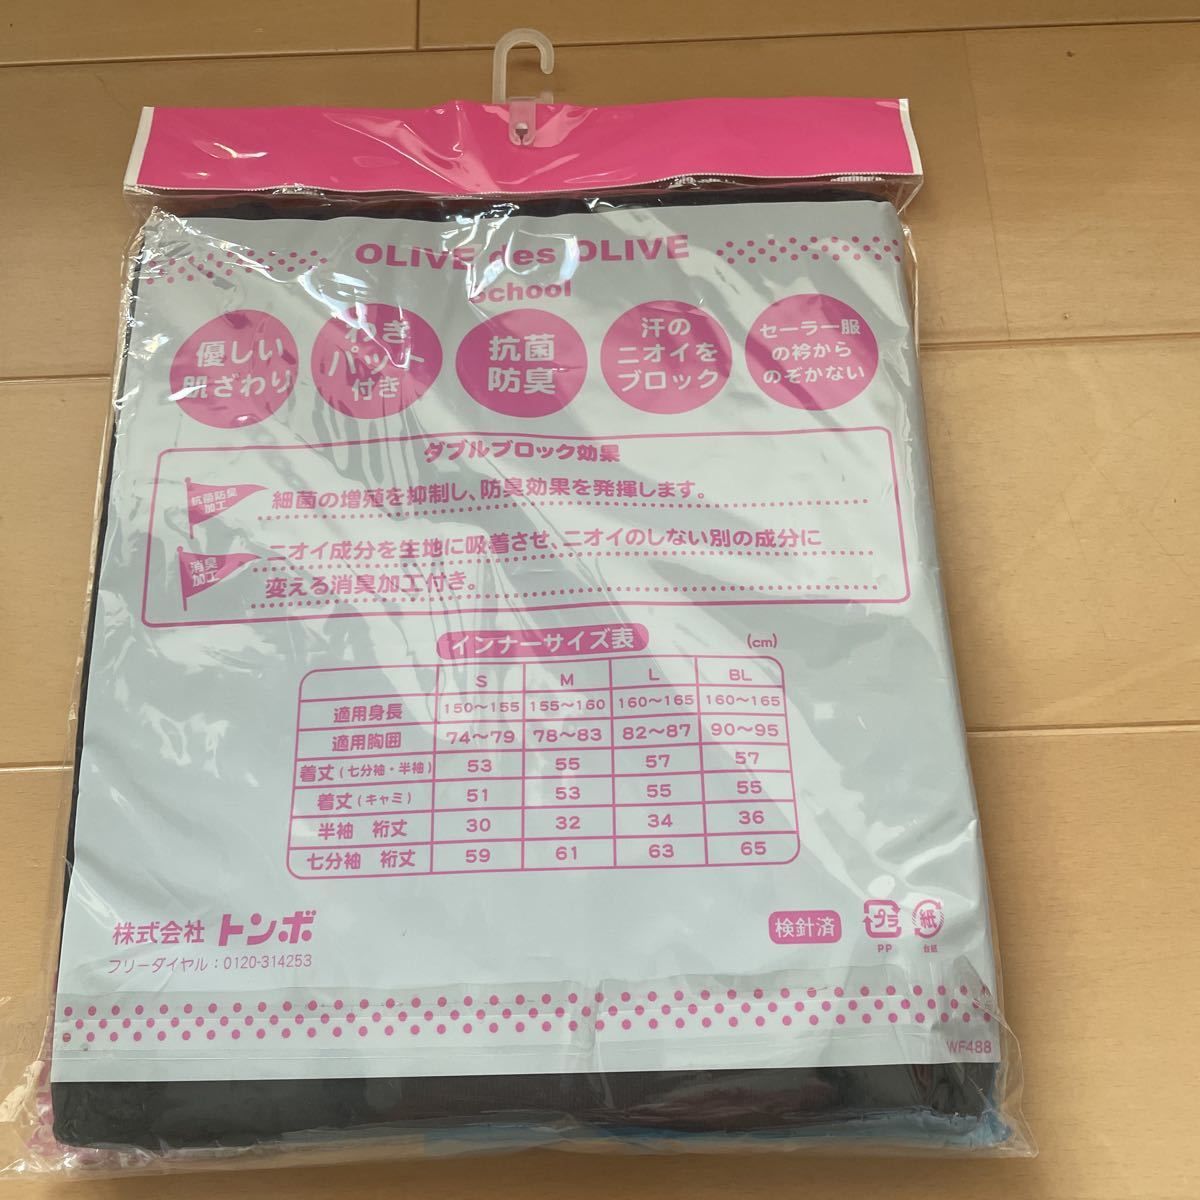 OLIVE des OLIVE
School
優しい
肌ざわり
わき
パット
付き
抗菌
防臭
汗の
ニオイを
ブロック
セーラー服
の衿から
のぞかない
ダブルブロック効果
抗菌防臭
加工
細菌の増殖を抑制し、防臭効果を発揮します。
消臭
加工
ニオイ成分を生地に吸着させ、ニオイのしない別の成分に
変える消臭加工付き。
インナーサイズ表 (cm)
S M L BL
適用身長 150〜155 155〜160 160〜165 160〜165
適用胸囲 74〜79 78〜83 82〜87 90〜95
着丈(七分袖・半袖) 53 55 57 57
着丈(キャミ) 51 53 55 55
半袖 裄丈 30 32 34 36
七分袖 裄丈 59 61 63 65
株式会社 トンボ
フリーダイヤル:0120-314253
検針済
プラ
PP
紙
台紙
WF488